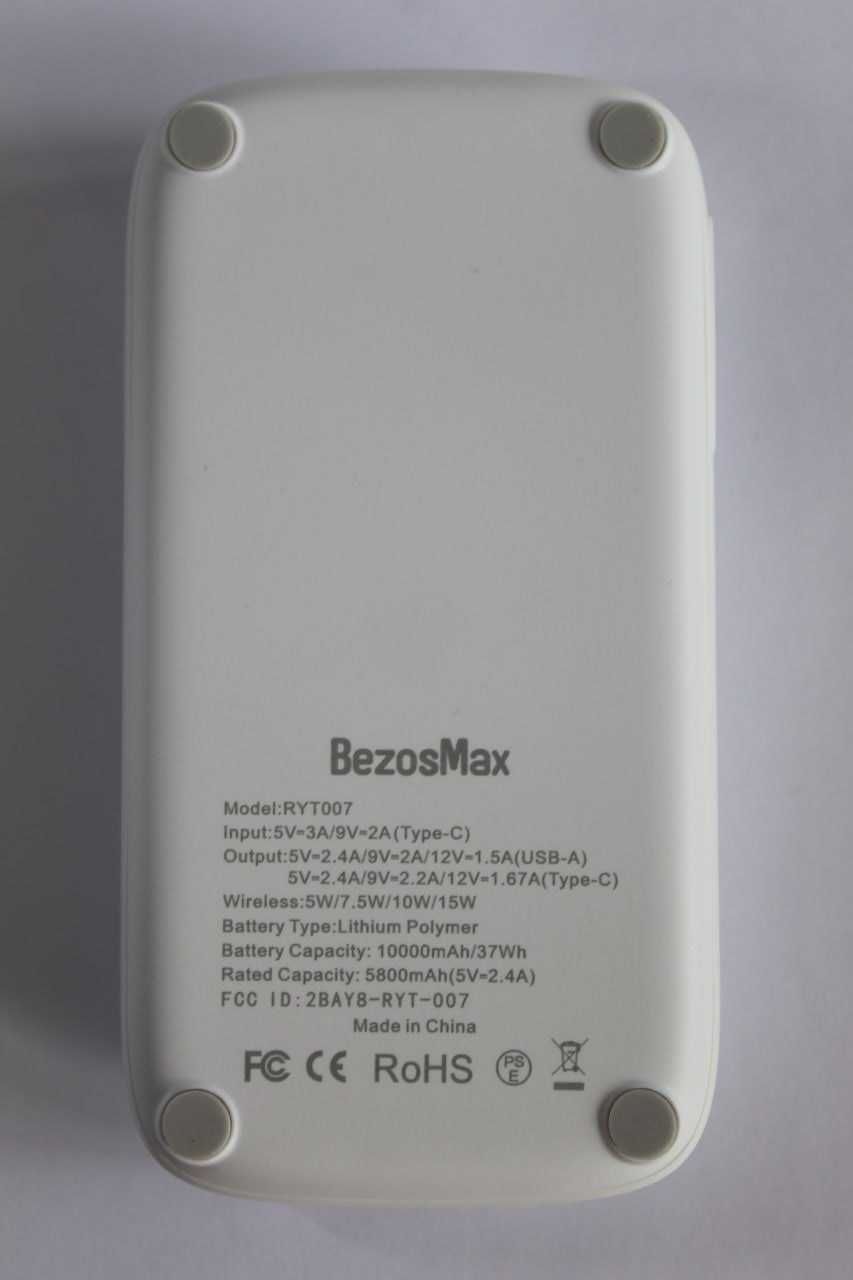 BezosMax
Model:RYT007
Input:5V=3A/9V=2A(Type-C)
Output:5V=2.4A/9V=2A/12V=1.5A(USB-A)
5V=2.4A/9V=2.2A/12V=1.67A(Type-C)
Wireless:5W/7.5W/10W/15W
Battery Type:Lithium Polymer
Battery Capacity: 10000mAh/37Wh
Rated Capacity: 5800mAh(5V=2.4A)
FCC ID:2BAY8-RYT-007
Made in China
FC CE RoHS PS E